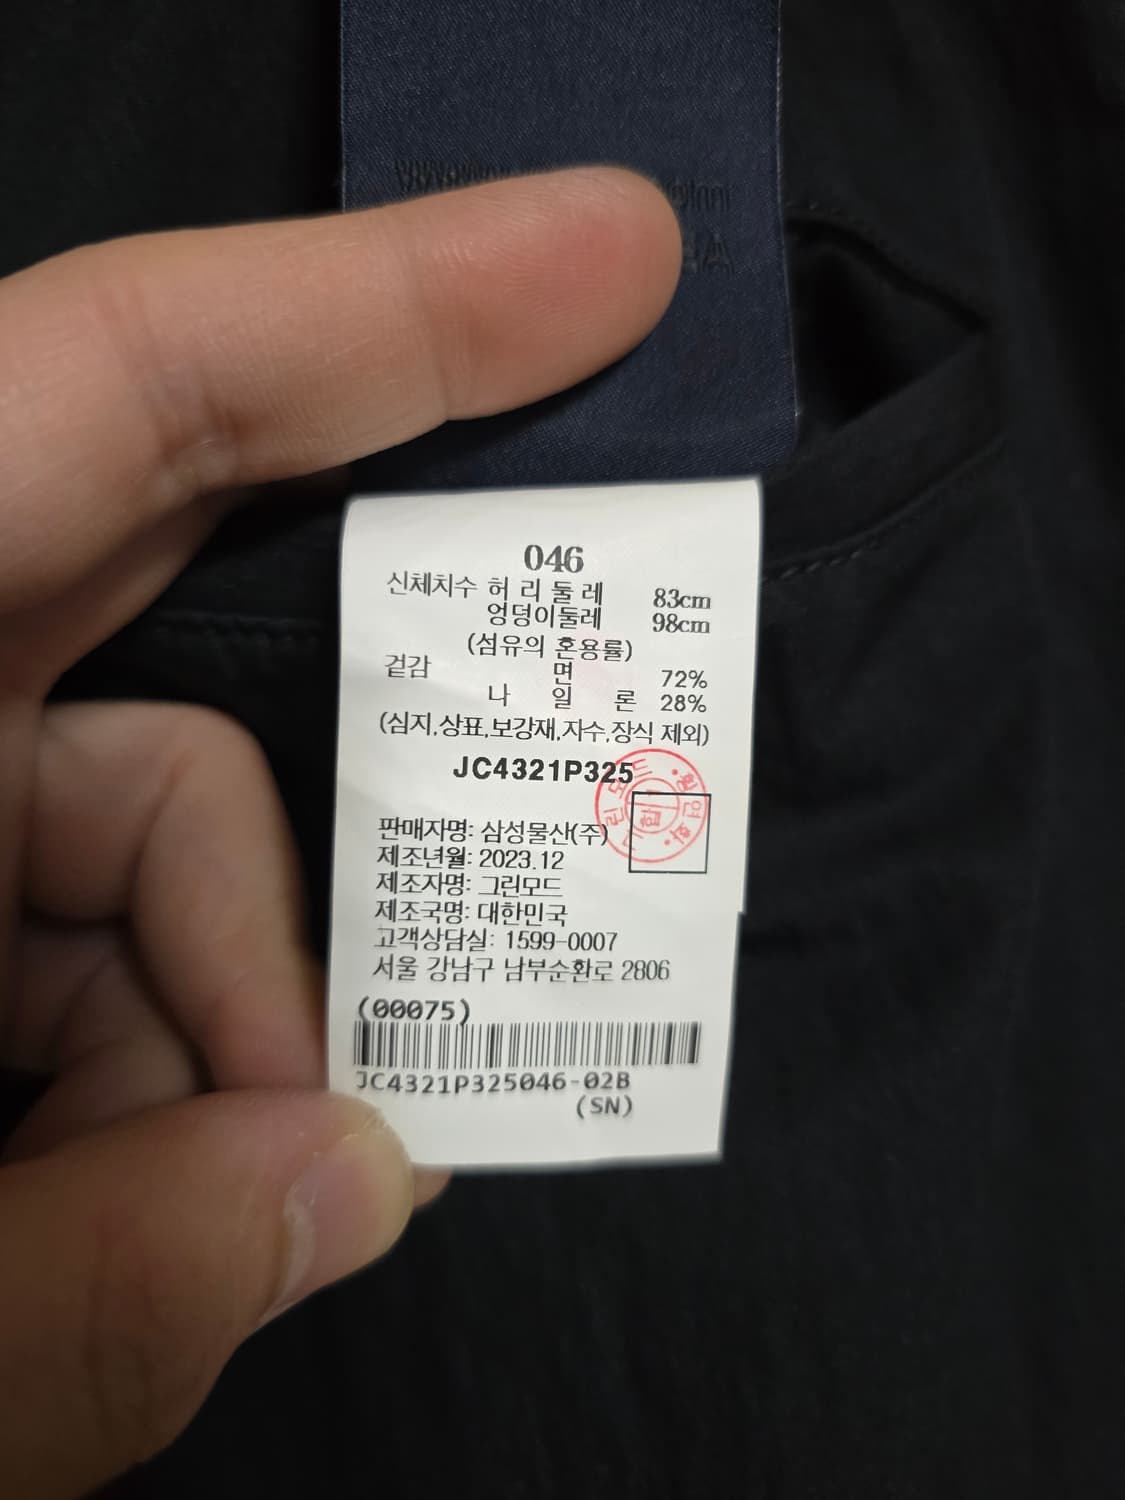 046
신체치수 허 리 둘 레 83cm
엉덩이둘레 98cm
(섬유의 혼용률)
겉감 면 72%
나 일 론 28%
(심지,상표,보강재,자수,장식 제외)
JC4321P325
판매자명: 삼성물산(주)
제조년월: 2023.12
제조자명: 그린모드
제조국명: 대한민국
고객상담실: 1599-0007
서울 강남구 남부순환로 2806
(00075)
JC4321P325046-02B
(SN)